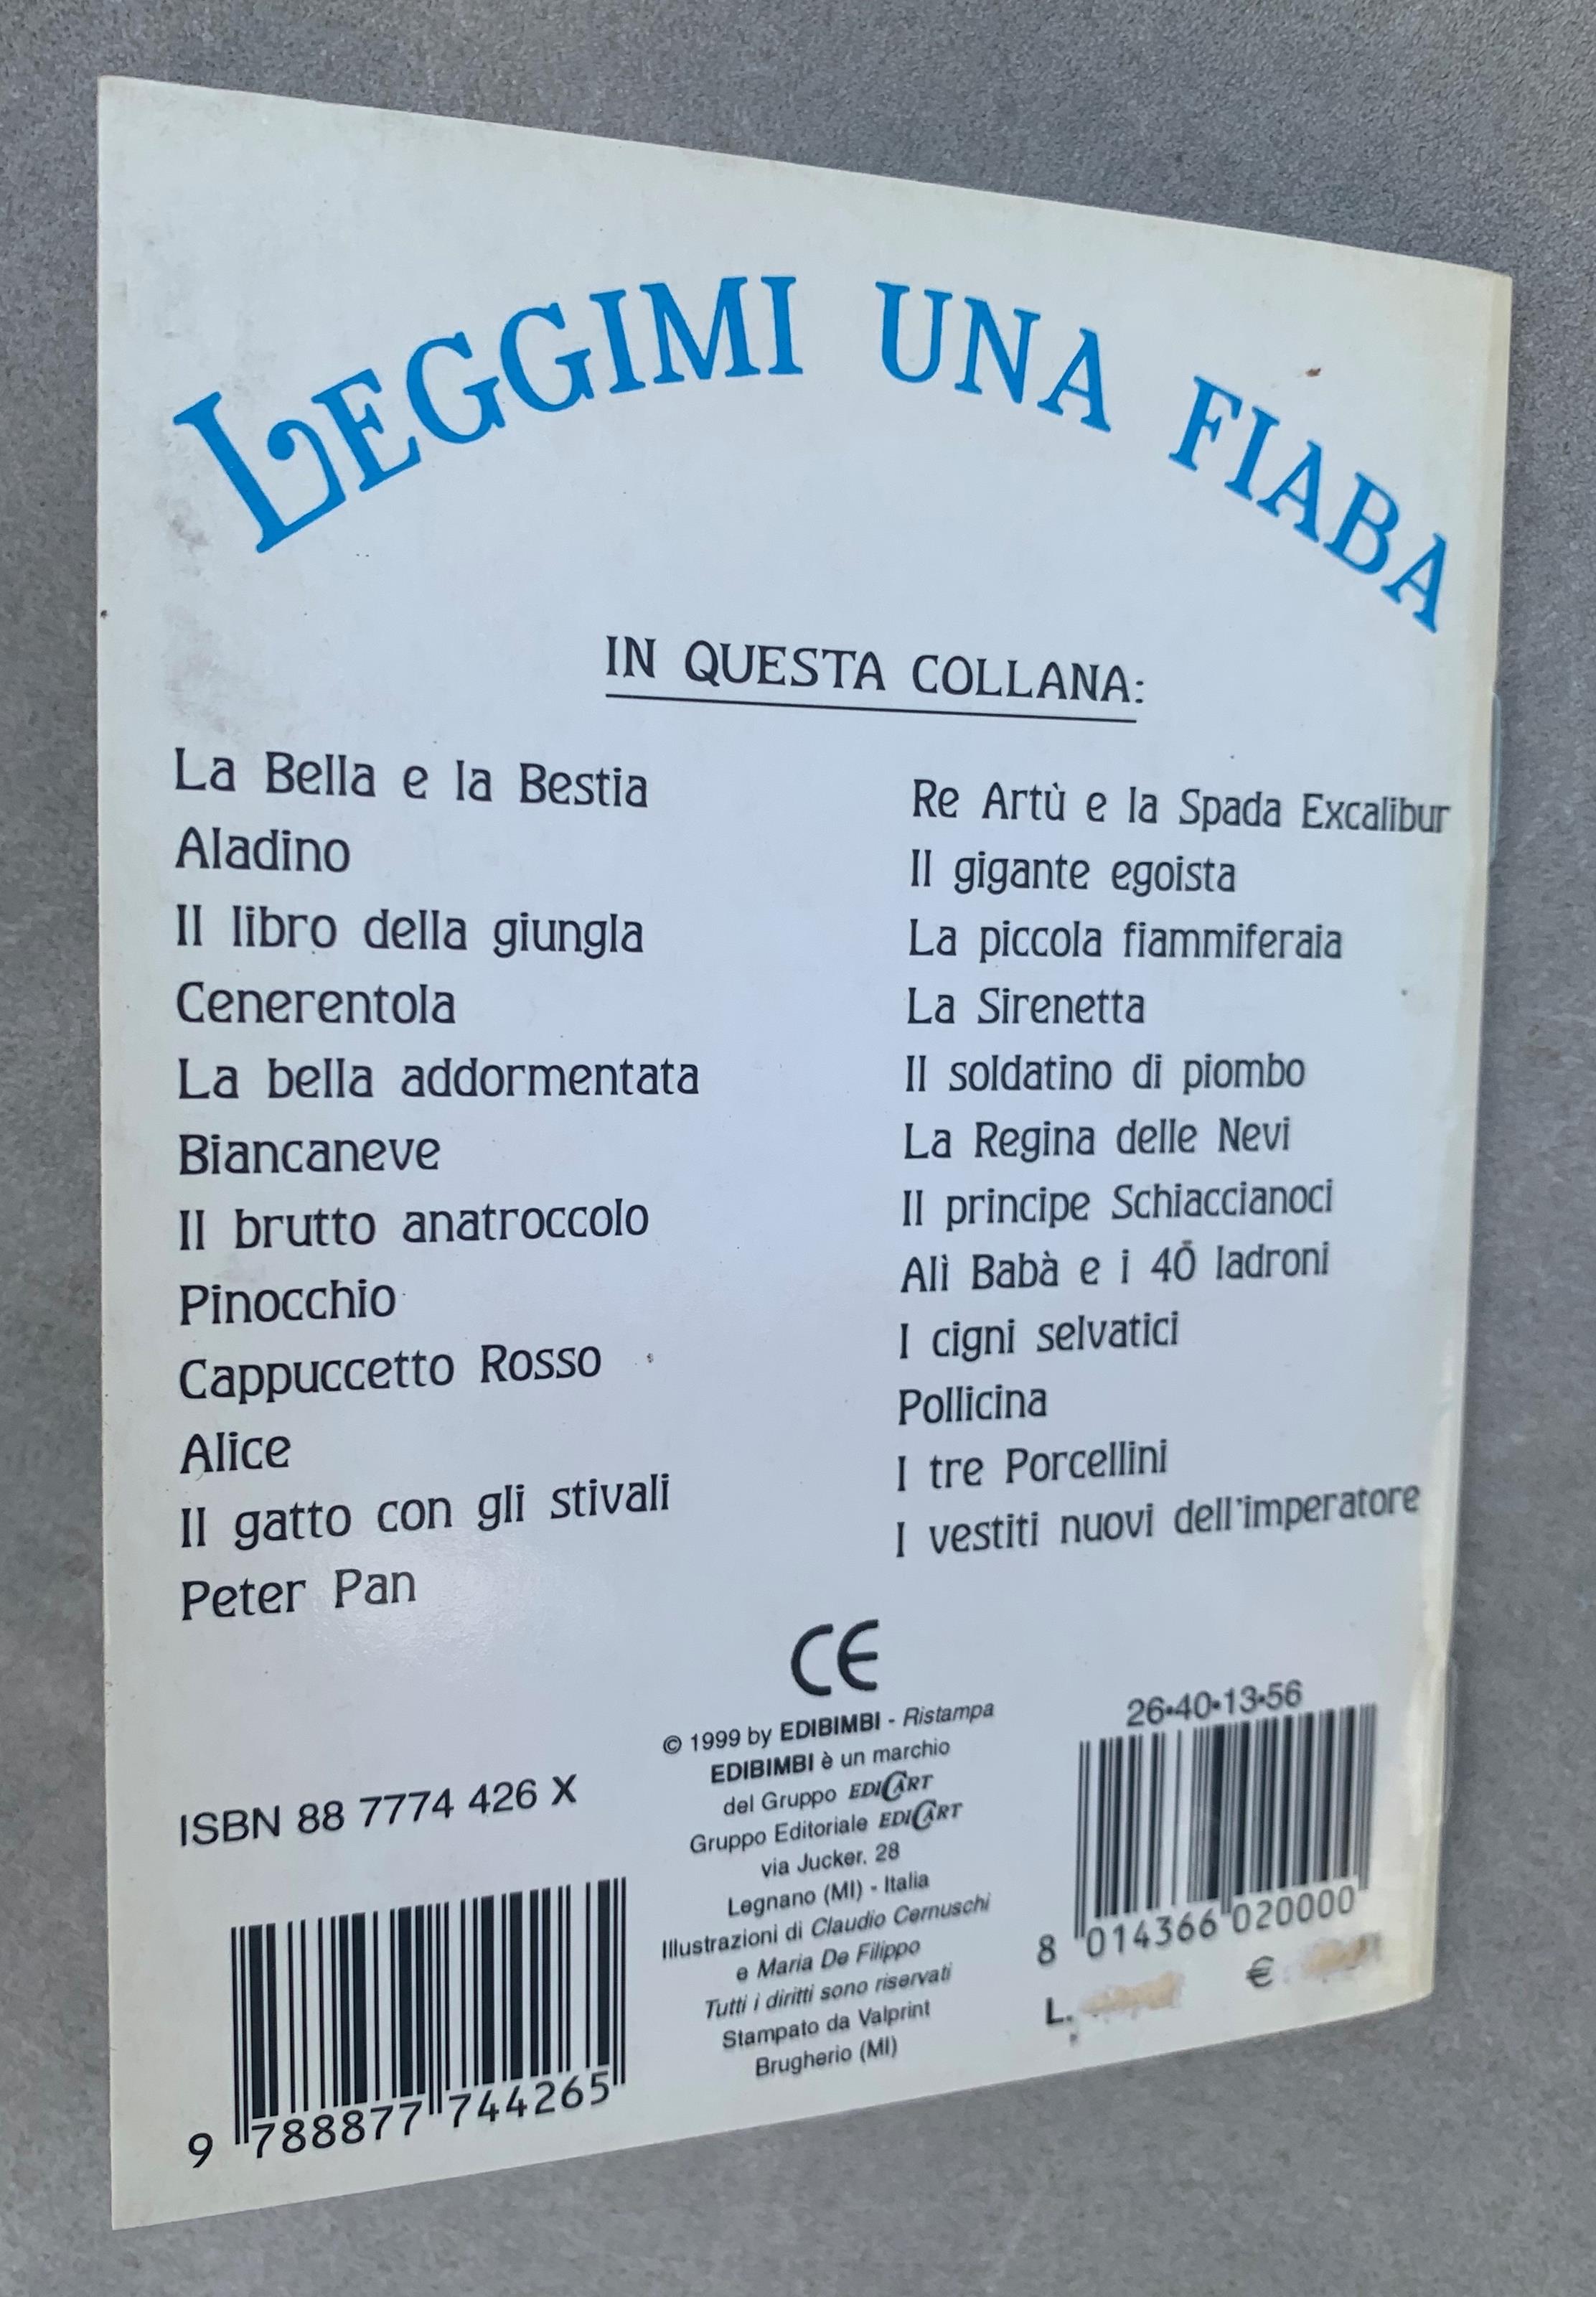 LEGGIMI UNA FIABA
IN QUESTA COLLANA:
La Bella e la Bestia
Aladino
Il libro della giungla
Cenerentola
La bella addormentata
Biancaneve
Il brutto anatroccolo
Pinocchio
Cappuccetto Rosso
Alice
Il gatto con gli stivali
Peter Pan
Re Artù e la Spada Excalibur
Il gigante egoista
La piccola fiammiferaia
La Sirenetta
Il soldatino di piombo
La Regina delle Nevi
Il principe Schiaccianoci
Alì Babà e i 40 ladroni
I cigni selvatici
Pollicina
I tre Porcellini
I vestiti nuovi dell'imperatore
CE
ISBN 88 7774 426 X
9 788877 744265
© 1999 by EDIBIMBI - Ristampa
EDIBIMBI è un marchio
del Gruppo EDICART
Gruppo Editoriale EDICART
via Jucker. 28
Legnano (MI) - Italia
Illustrazioni di Claudio Cernuschi
e Maria De Filippo
Tutti i diritti sono riservati
Stampato da Valprint
Brugherio (MI)
26•40•13•56
8 014366 020000
L. €